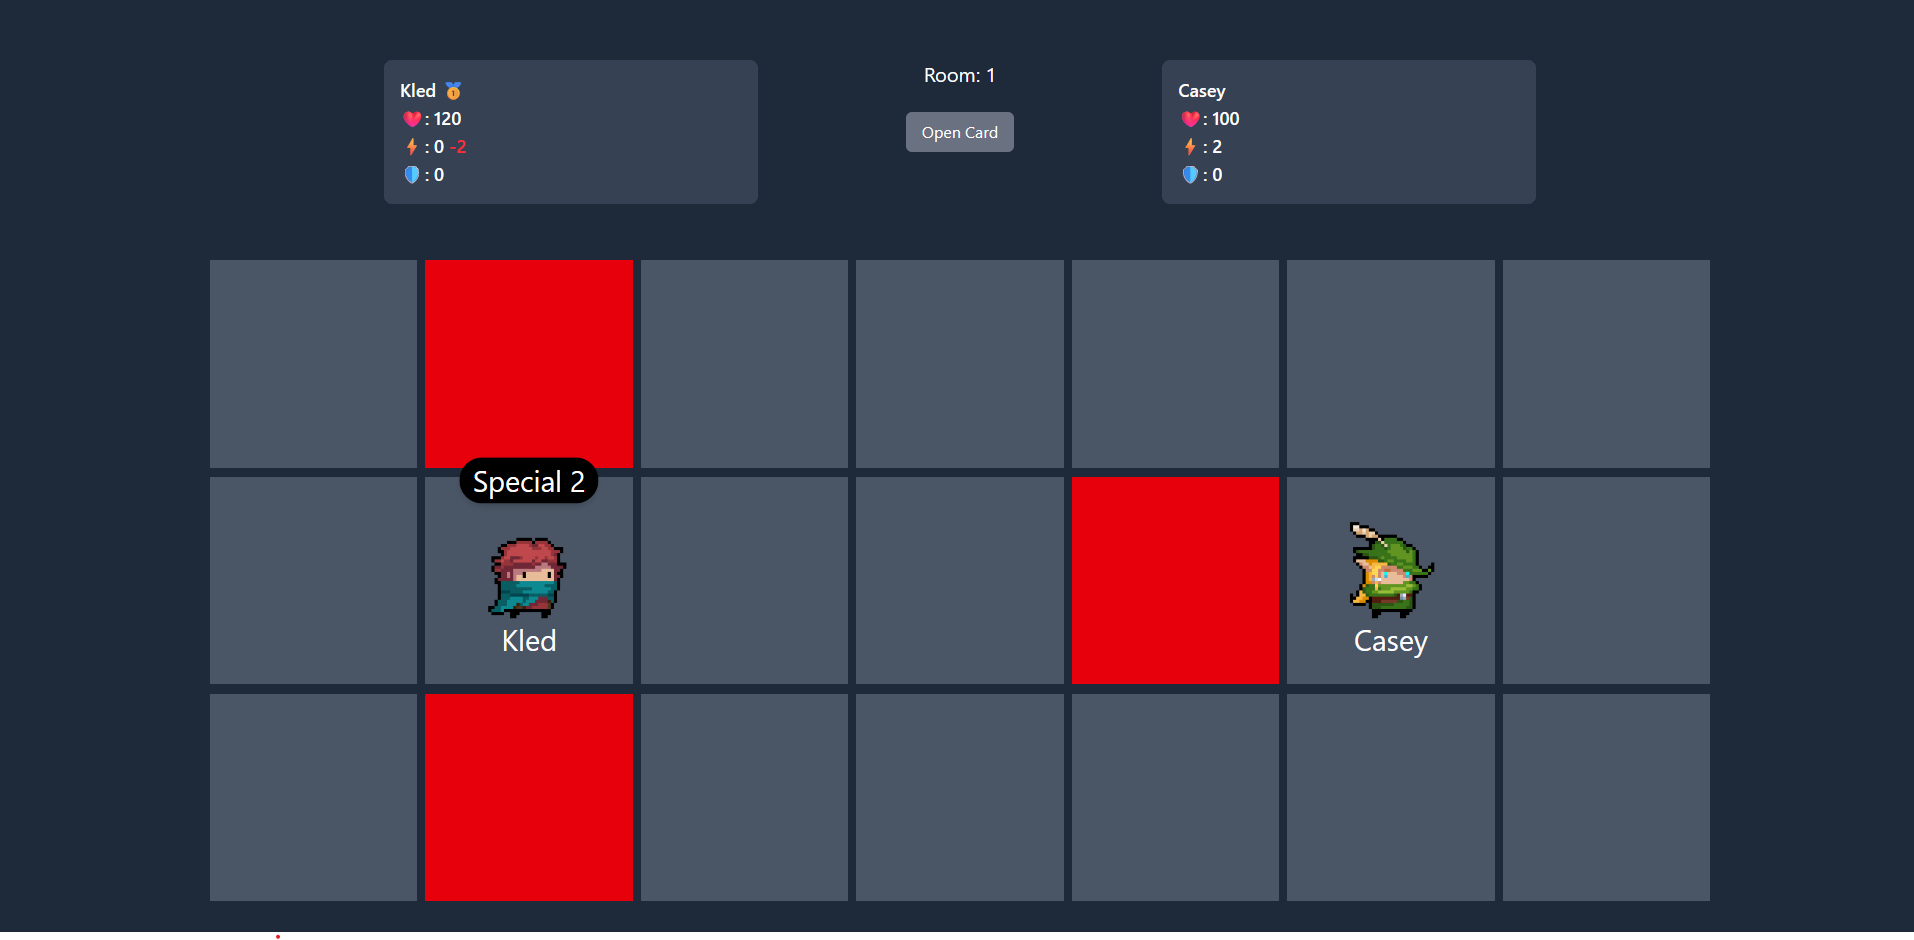 Kled 🥇
❤️: 120
⚡: 0 -2
🛡️: 0
Room: 1
Open Card
Casey
❤️: 100
⚡: 2
🛡️: 0
Special 2
Kled
Casey